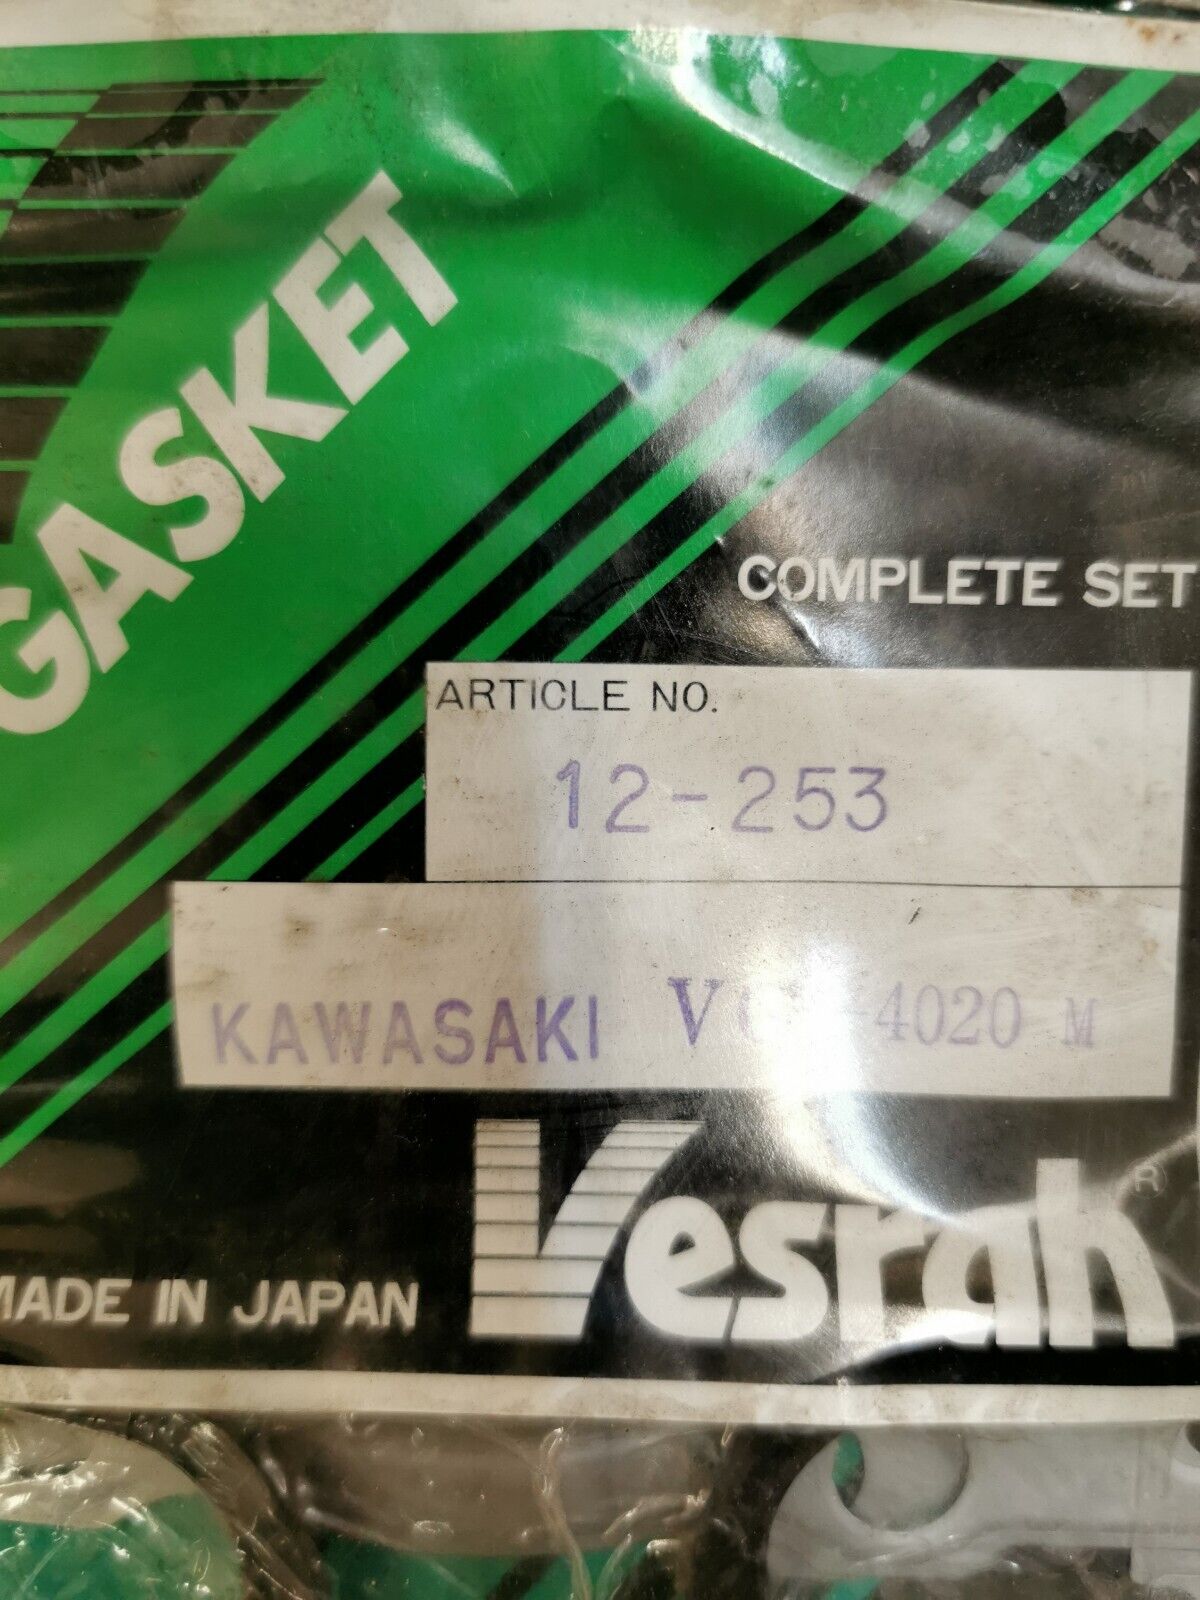 GASKET
COMPLETE SET
ARTICLE NO.
12-253
KAWASAKI 4020 M
Vesrah ®
MADE IN JAPAN